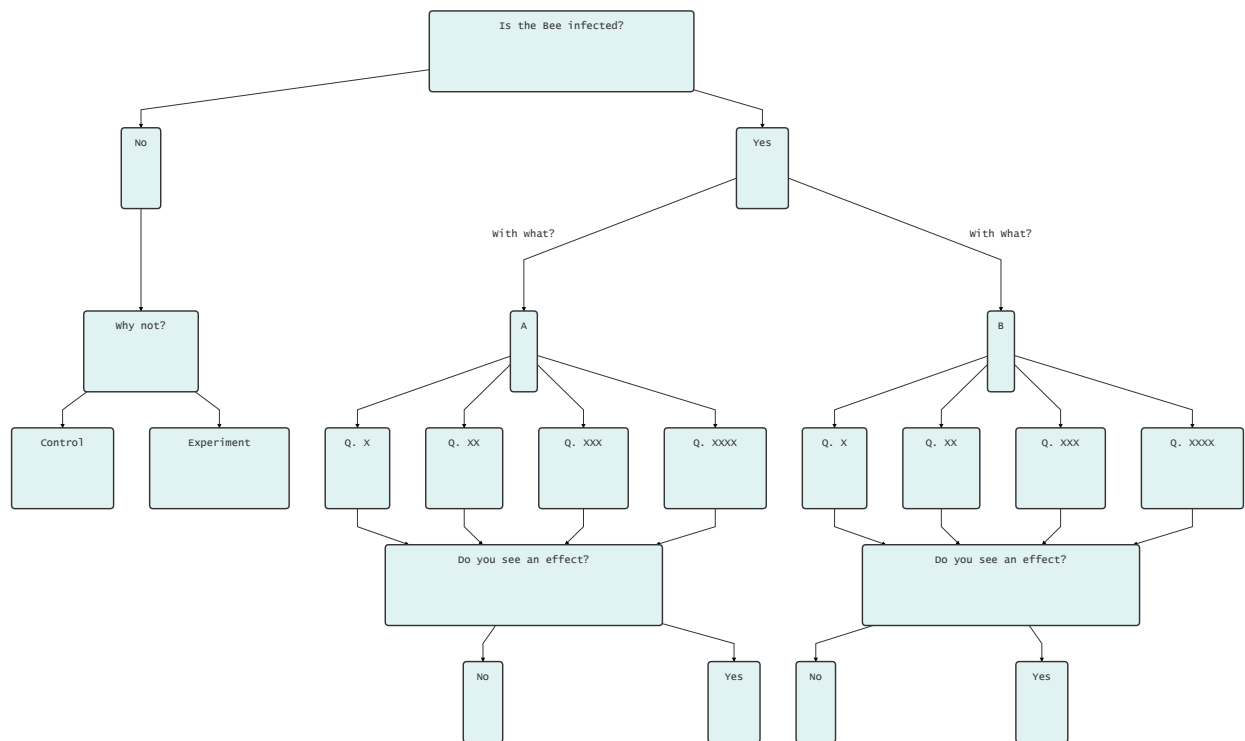 Is the Bee infected?
No
Yes
With what?
With What?
Why not?
A
B
Control
Experiment
Q. X
Q. XX
Q. XXX
Q. XXXX
Q. X
Q. XX
Q. XXX
Q. XXXX
Do you see an effect?
Do you see an effect?
No
Yes
No
Yes